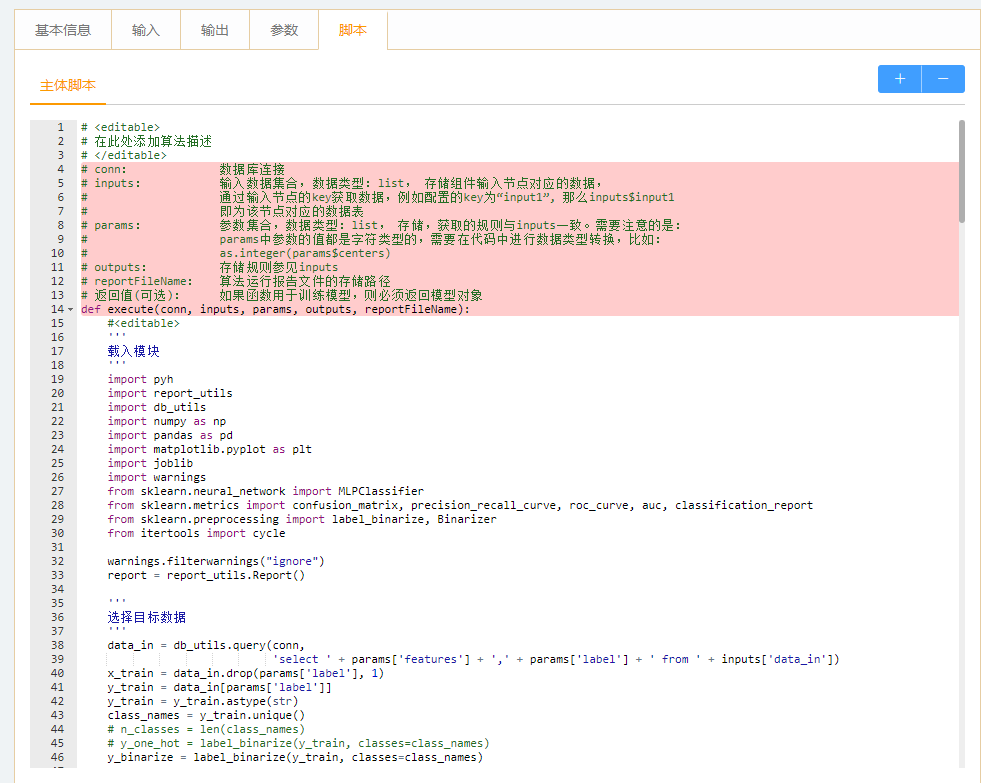 基本信息 输入 输出 参数 脚本
主体脚本 + −
1 # <editable>
2 # 在此处添加算法描述
3 # </editable>
4 # conn: 数据库连接
5 # inputs: 输入数据集合，数据类型：list， 存储组件输入节点对应的数据，
6 # 通过输入节点的key获取数据，例如配置的key为“input1”, 那么inputs$input1
7 # 即为该节点对应的数据表
8 # params: 参数集合，数据类型：list， 存储，获取的规则与inputs一致。需要注意的是：
9 # params中参数的值都是字符类型的，需要在代码中进行数据类型转换，比如：
10 # as.integer(params$centers)
11 # outputs: 存储规则参见inputs
12 # reportFileName: 算法运行报告文件的存储路径
13 # 返回值(可选): 如果函数用于训练模型，则必须返回模型对象
14 def execute(conn, inputs, params, outputs, reportFileName):
15 #<editable>
16 '''
17 载入模块
18 '''
19 import pyh
20 import report_utils
21 import db_utils
22 import numpy as np
23 import pandas as pd
24 import matplotlib.pyplot as plt
25 import joblib
26 import warnings
27 from sklearn.neural_network import MLPClassifier
28 from sklearn.metrics import confusion_matrix, precision_recall_curve, roc_curve, auc, classification_report
29 from sklearn.preprocessing import label_binarize, Binarizer
30 from itertools import cycle
31
32 warnings.filterwarnings("ignore")
33 report = report_utils.Report()
34
35 '''
36 选择目标数据
37 '''
38 data_in = db_utils.query(conn,
39 'select ' + params['features'] + ',' + params['label'] + ' from ' + inputs['data_in'])
40 x_train = data_in.drop(params['label'], 1)
41 y_train = data_in[params['label']]
42 y_train = y_train.astype(str)
43 class_names = y_train.unique()
44 # n_classes = len(class_names)
45 # y_one_hot = label_binarize(y_train, classes=class_names)
46 y_binarize = label_binarize(y_train, classes=class_names)